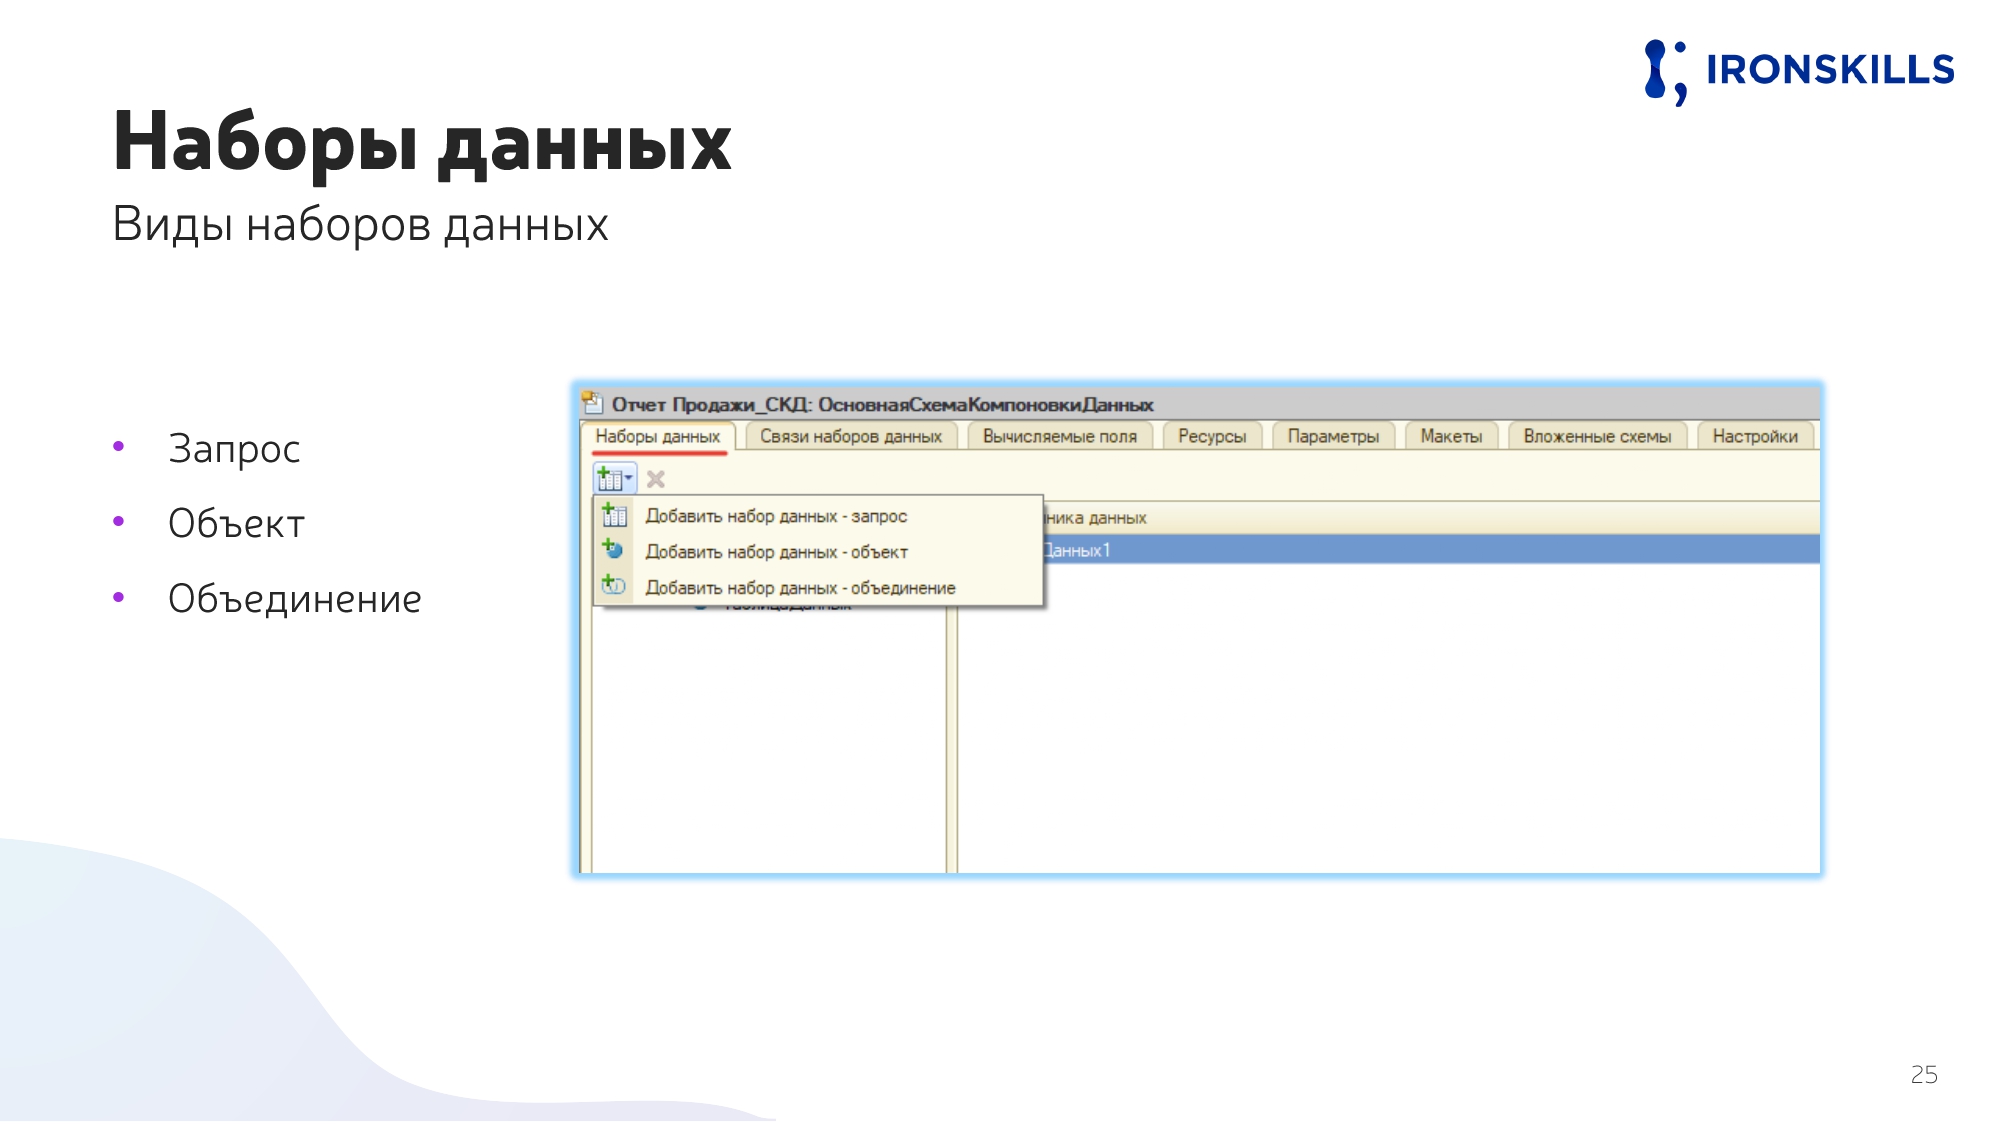 IRONSKILLS
Наборы данных
Виды наборов данных
• Запрос
• Объект
• Объединение
Отчет Продажи_СКД: ОсновнаяСхемаКомпоновкиДанных
Наборы данных Связи наборов данных Вычисляемые поля Ресурсы Параметры Макеты Вложенные схемы Настройки
Добавить набор данных - запрос
ника данных
Добавить набор данных - объект
Данных1
Добавить набор данных - объединение
25